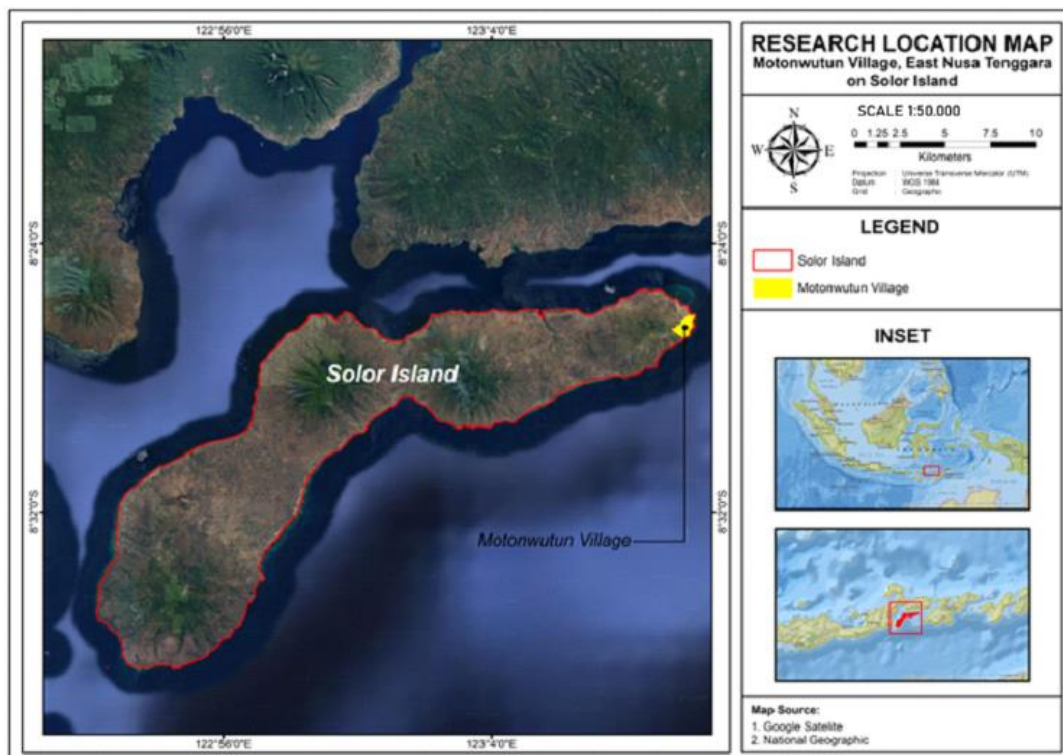 122°56'0"E
123°4'0"E
8°24'0"S
8°24'0"S
Solor Island
Motonwutun Village
8°32'0"S
8°32'0"S
122°56'0"E
123°4'0"E
RESEARCH LOCATION MAP
Motonwutun Village, East Nusa Tenggara
on Solor Island
N
W
E
S
SCALE 1:50.000
0 1.25 2.5 5 7.5 10
Kilometers
Projection : Universe Transverse Mercator (UTM)
Datum : WGS 1984
Grid : Geographic
LEGEND
Solor Island
Motonwutun Village
INSET
Map Source:
1. Google Satelite
2. National Geographic